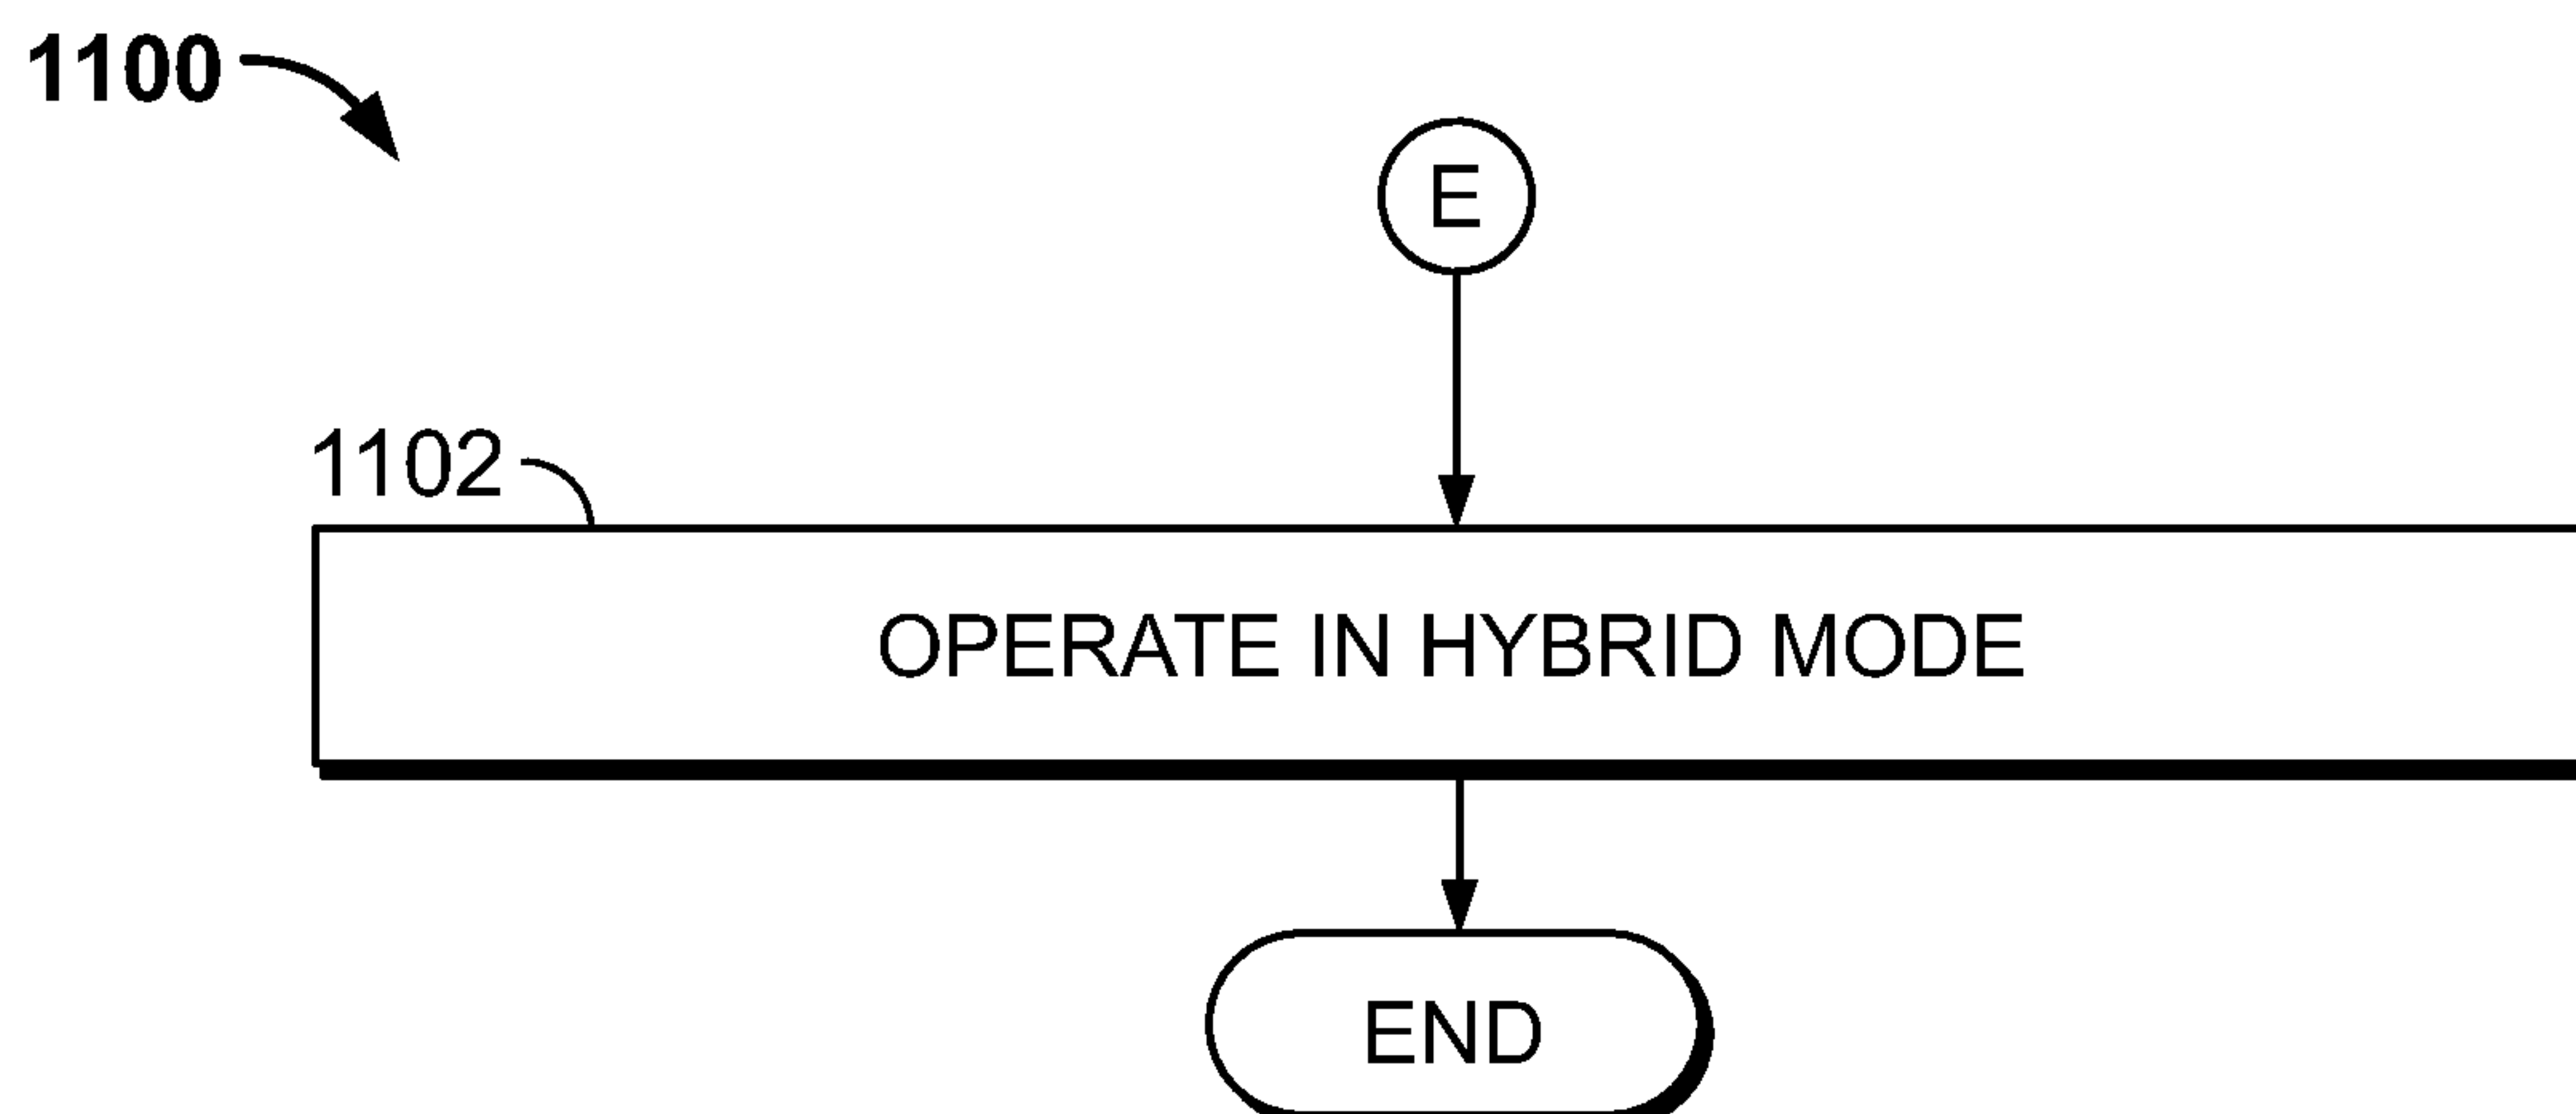 1100
E
1102
OPERATE IN HYBRID MODE
END